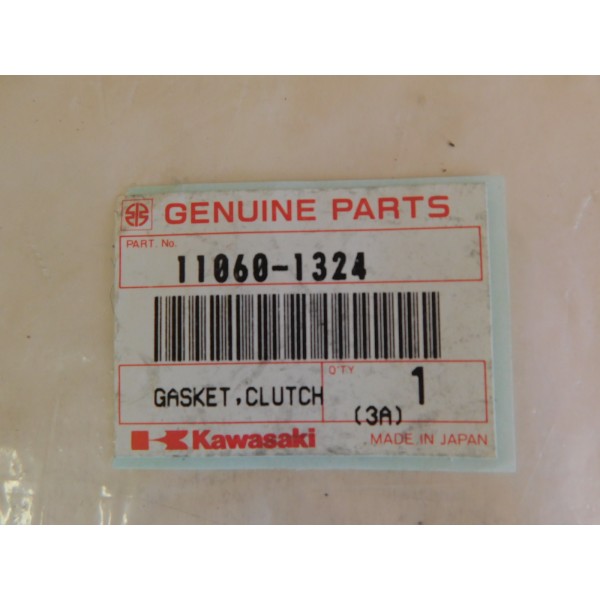 GENUINE PARTS
PART. No.
11060-1324
Q'TY
GASKET,CLUTCH 1
(3A)
Kawasaki MADE IN JAPAN